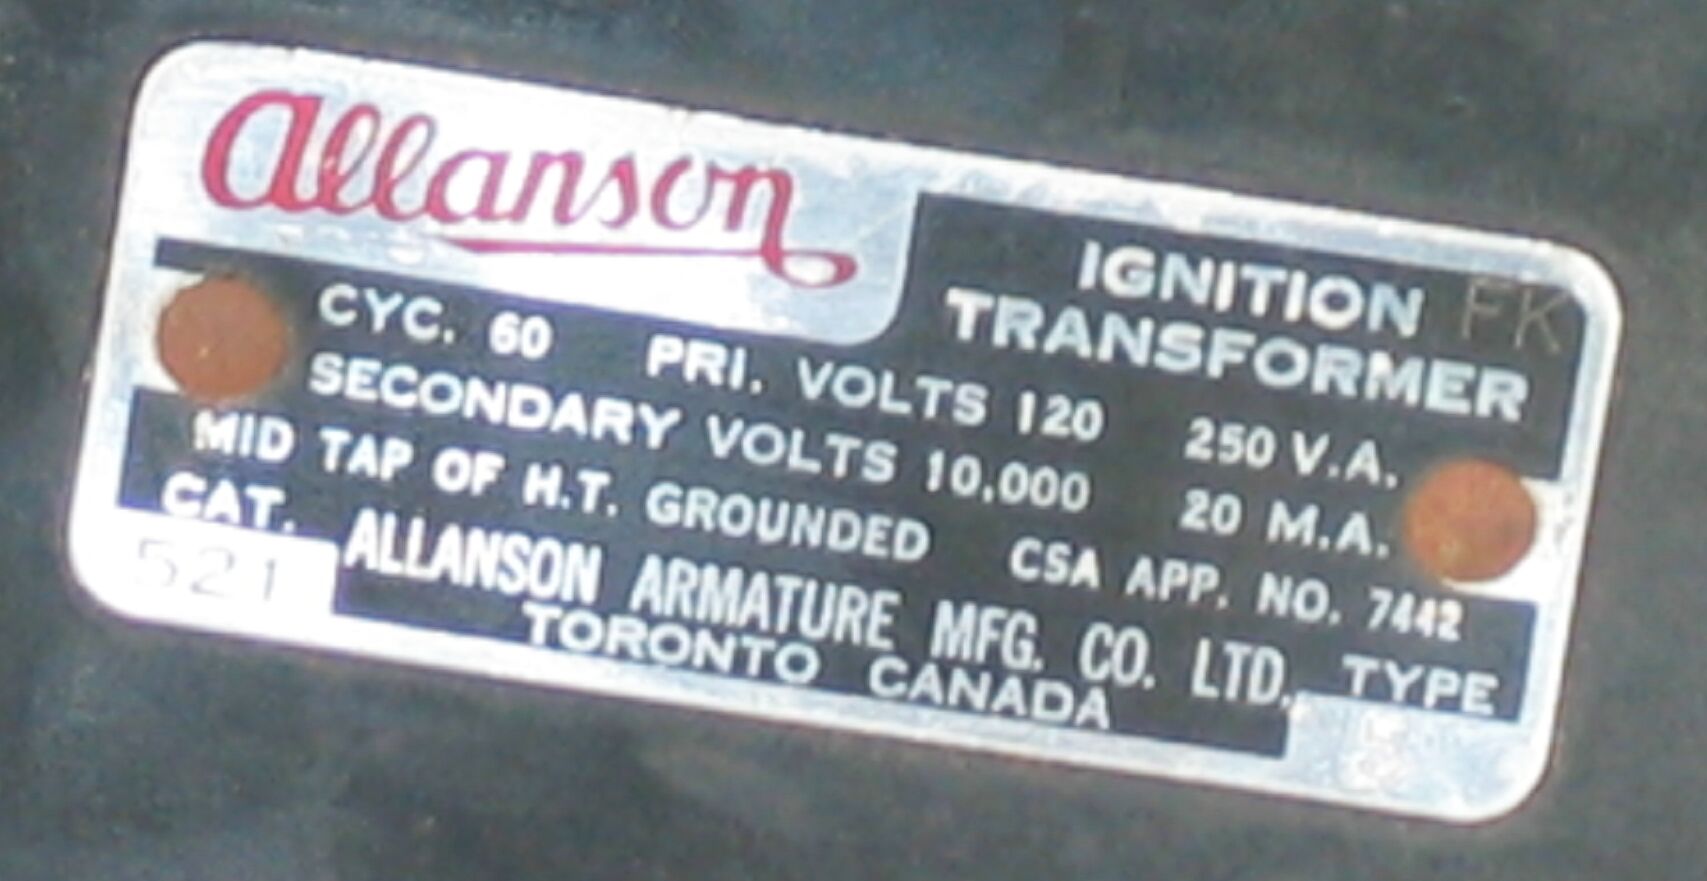 Allanson
IGNITION FK
TRANSFORMER
CYC. 60 PRI. VOLTS 120 250 V.A.
SECONDARY VOLTS 10,000 20 M.A.
MID TAP OF H.T. GROUNDED CSA APP. NO. 7442
CAT. ALLANSON ARMATURE MFG. CO. LTD. TYPE
521 TORONTO CANADA